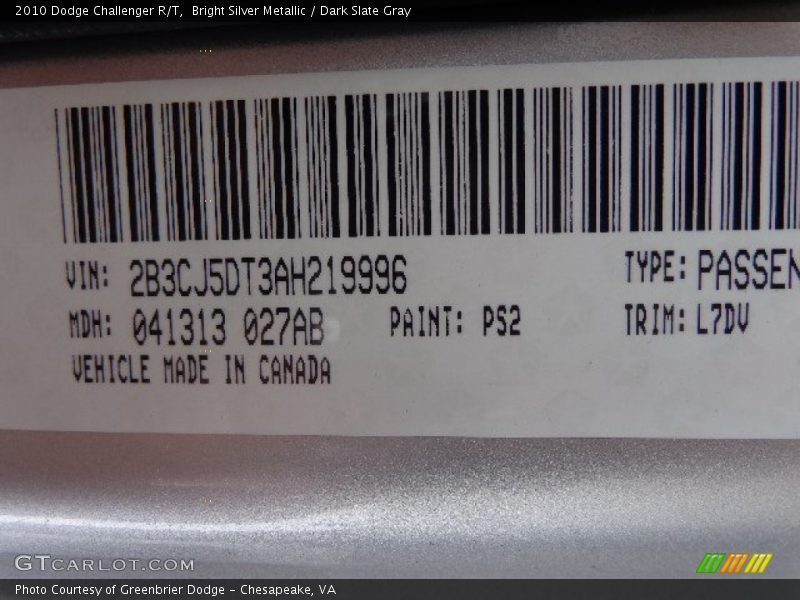 2010 Dodge Challenger R/T, Bright Silver Metallic / Dark Slate Gray
VIN: 2B3CJ5DT3AH219996 TYPE: PASSEN
MDH: 041313 027AB PAINT: PS2 TRIM: L7DV
VEHICLE MADE IN CANADA
GTCARLOT.COM
Photo Courtesy of Greenbrier Dodge - Chesapeake, VA